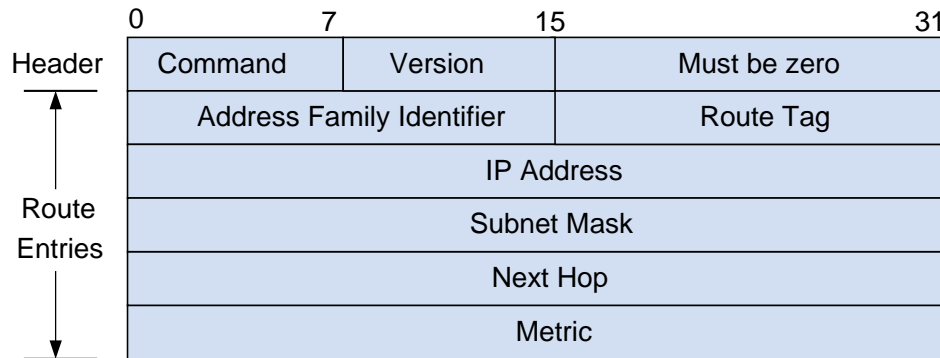 0 7 15 31
Header Command Version Must be zero
Address Family Identifier Route Tag
IP Address
Route
Entries
Subnet Mask
Next Hop
Metric